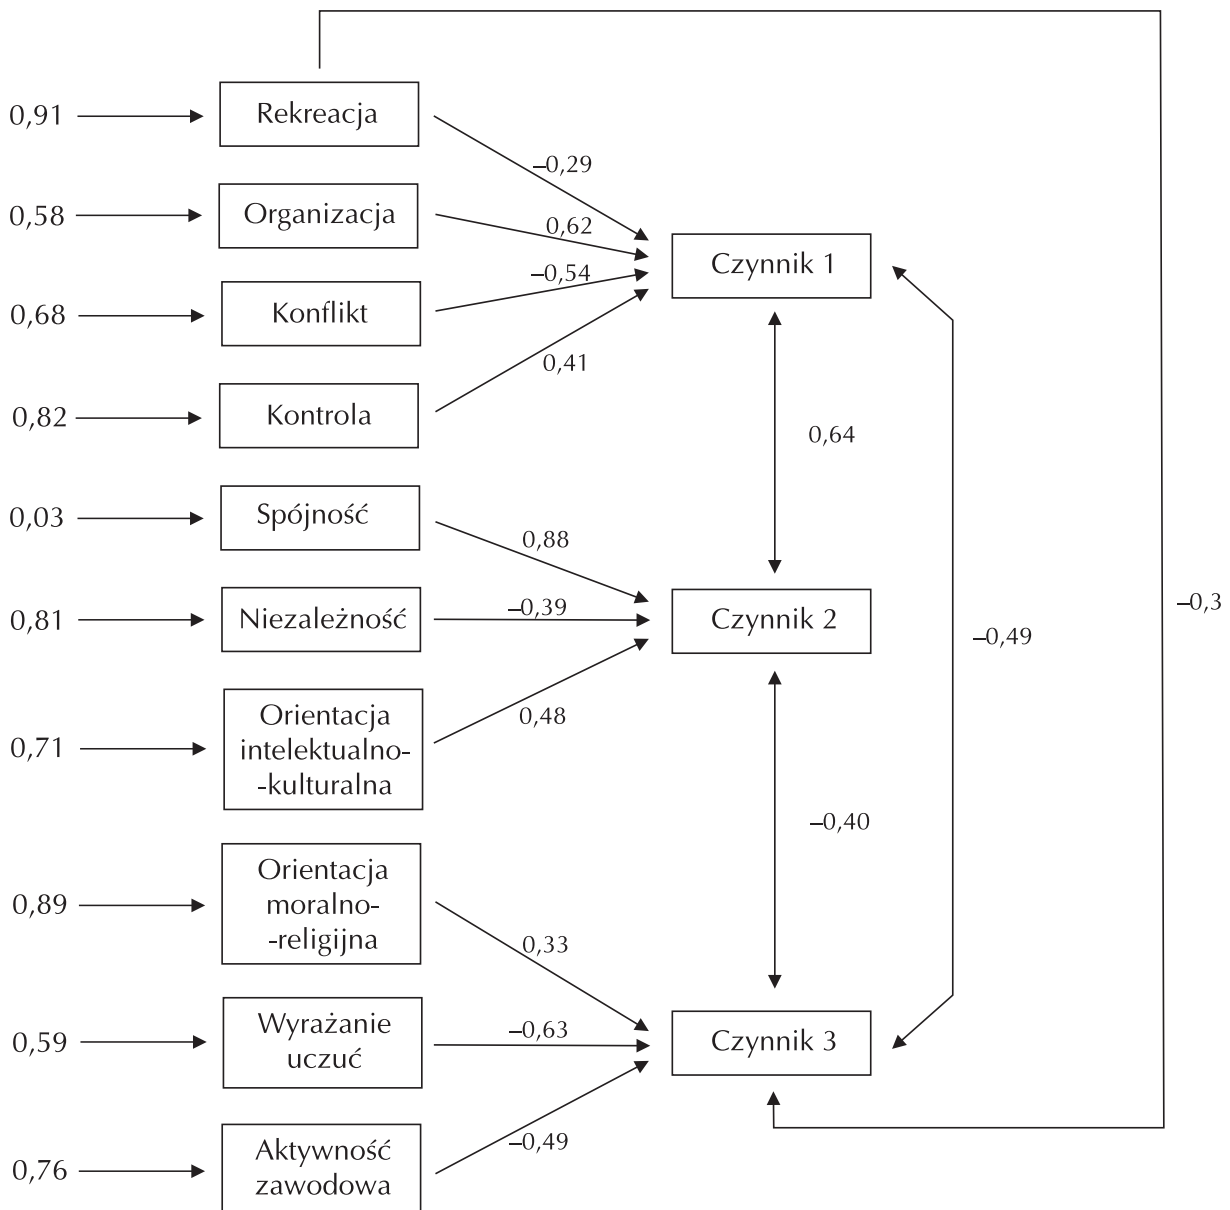 0,91
Rekreacja
–0,29
0,58
Organizacja
0,62
Czynnik 1
0,68
Konflikt
–0,54
0,82
Kontrola
0,41
0,64
0,03
Spójność
0,88
0,81
Niezależność
–0,39
Czynnik 2
–0,49
–0,3
0,71
Orientacja
intelektualno-
-kulturalna
0,48
–0,40
0,89
Orientacja
moralno-
-religijna
0,33
0,59
Wyrażanie
uczuć
–0,63
Czynnik 3
0,76
Aktywność
zawodowa
–0,49